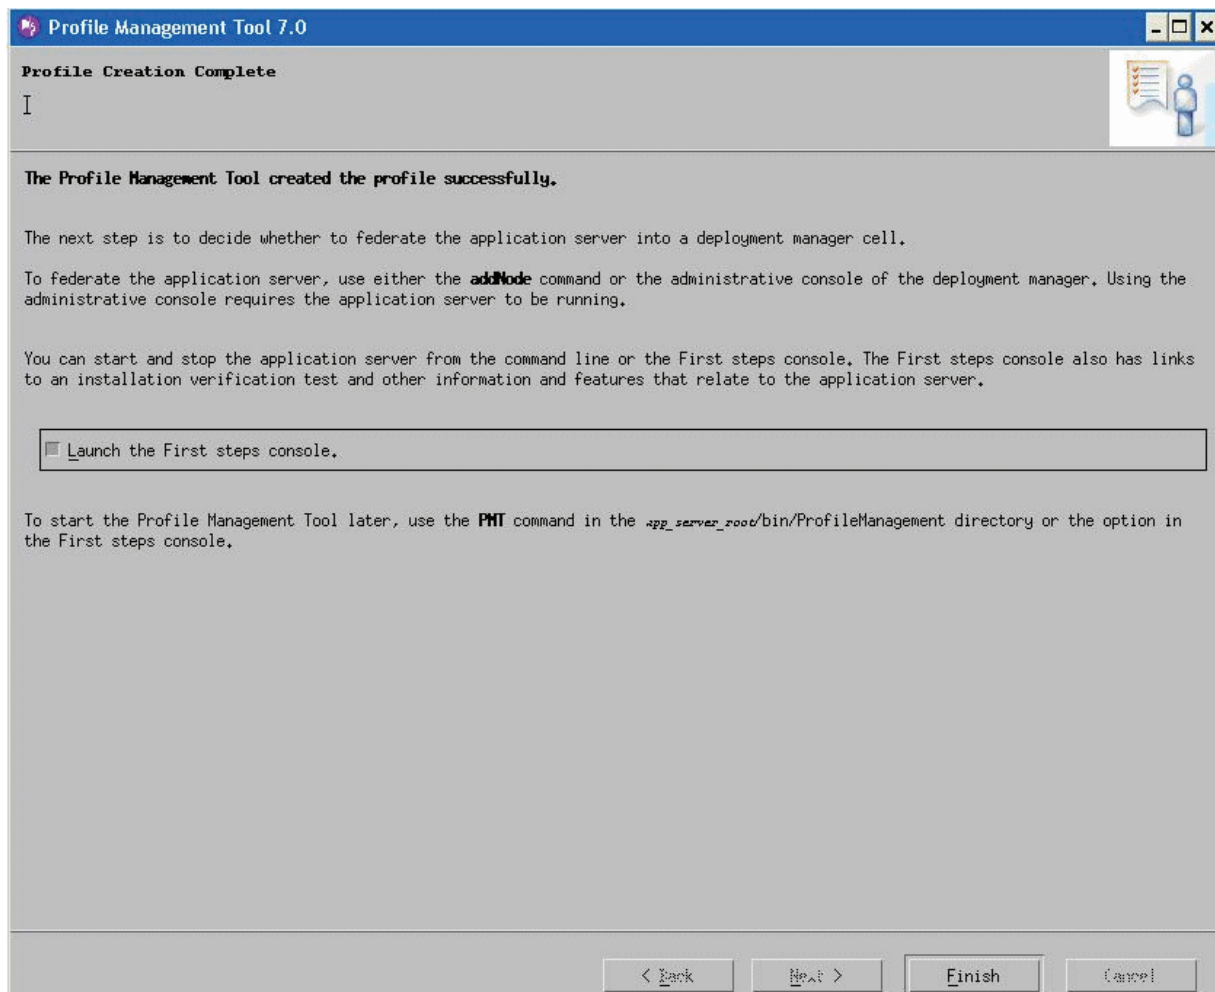 Profile Management Tool 7.0
Profile Creation Complete
The Profile Management Tool created the profile successfully.
The next step is to decide whether to federate the application server into a deployment manager cell.
To federate the application server, use either the addNode command or the administrative console of the deployment manager. Using the
administrative console requires the application server to be running.
You can start and stop the application server from the command line or the First steps console. The First steps console also has links
to an installation verification test and other information and features that relate to the application server.
Launch the First steps console.
To start the Profile Management Tool later, use the PMT command in the app_server_root/bin/ProfileManagement directory or the option in
the First steps console.
< Back Next > Finish Cancel